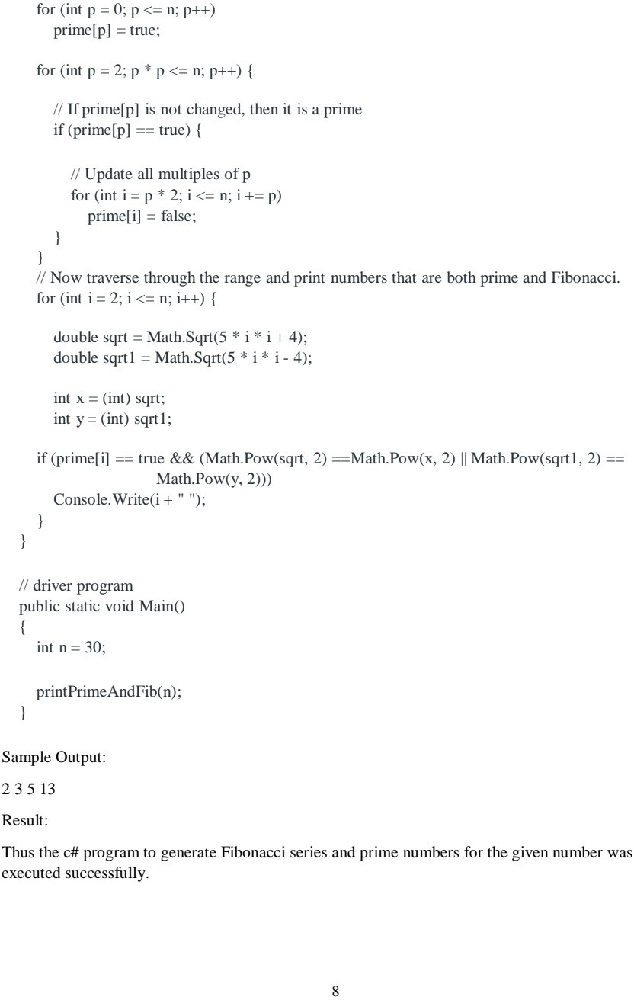 for (int p = 0; p <= n; p++)
prime[p] = true;
for (int p = 2; p * p <= n; p++) {
// If prime[p] is not changed, then it is a prime
if (prime[p] == true) {
// Update all multiples of p
for (int i = p * 2; i <= n; i += p)
prime[i] = false;
}
}
// Now traverse through the range and print numbers that are both prime and Fibonacci.
for (int i = 2; i <= n; i++) {
double sqrt = Math.Sqrt(5 * i * i + 4);
double sqrt1 = Math.Sqrt(5 * i * i - 4);
int x = (int) sqrt;
int y = (int) sqrt1;
if (prime[i] == true && (Math.Pow(sqrt, 2) ==Math.Pow(x, 2) || Math.Pow(sqrt1, 2) ==
Math.Pow(y, 2)))
Console.Write(i + " ");
}
}
// driver program
public static void Main()
{
int n = 30;
printPrimeAndFib(n);
}
Sample Output:
2 3 5 13
Result:
Thus the c# program to generate Fibonacci series and prime numbers for the given number was
executed successfully.
8